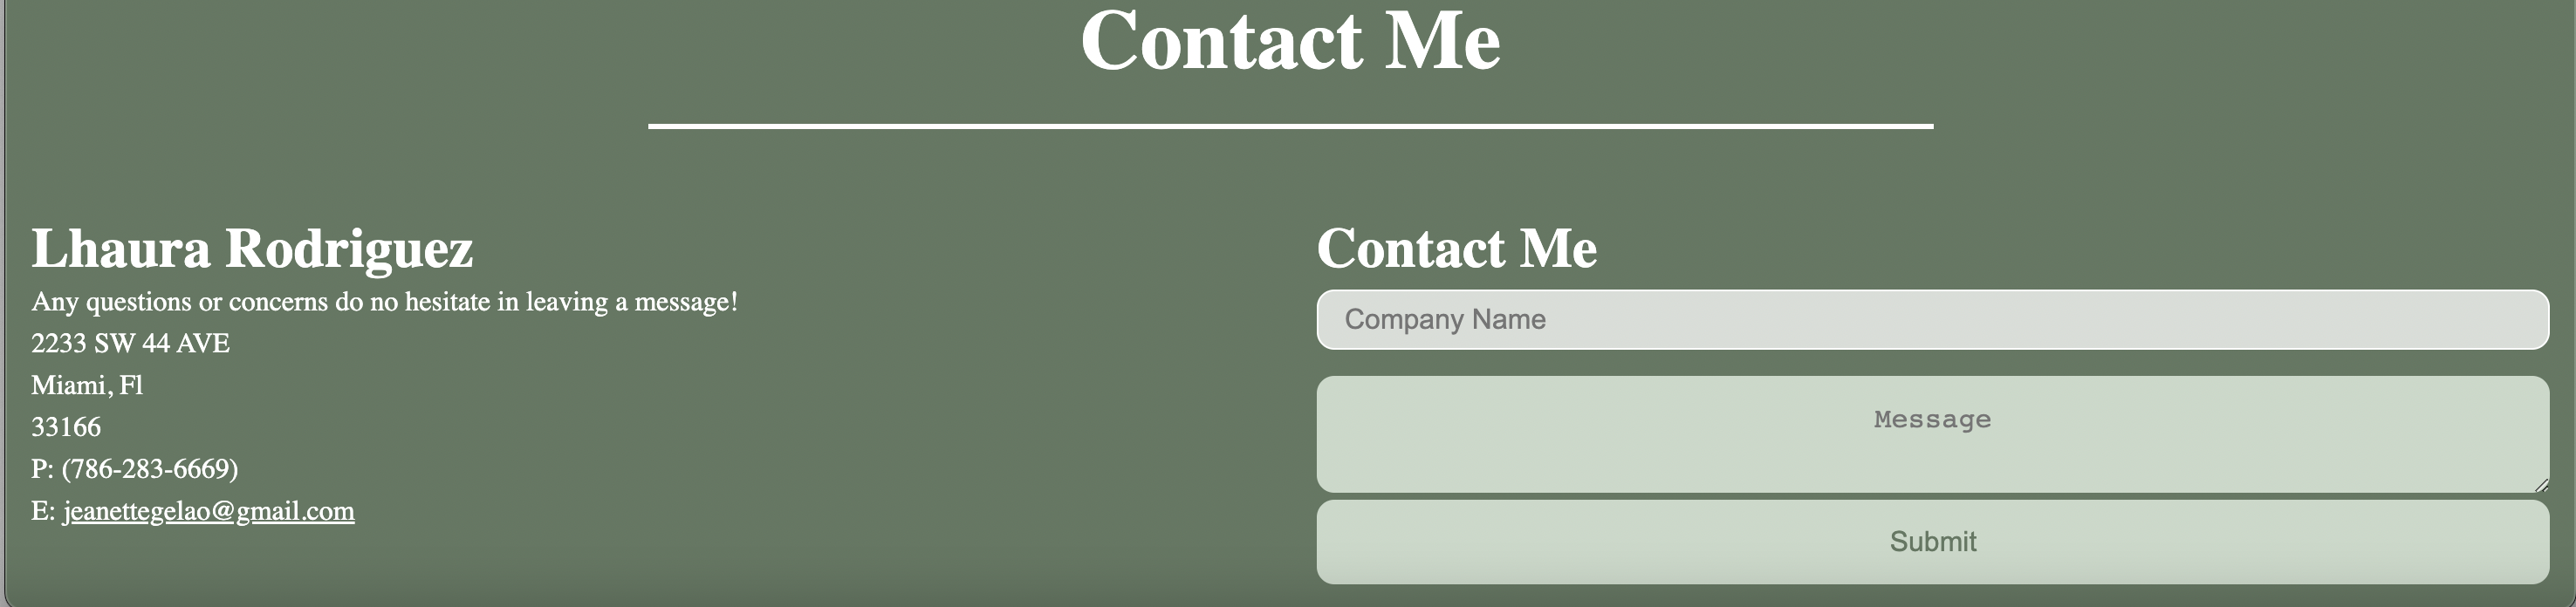 Contact Me
Lhaura Rodriguez
Any questions or concerns do no hesitate in leaving a message!
2233 SW 44 AVE
Miami, Fl
33166
P: (786-283-6669)
E: jeanettegelao@gmail.com
Contact Me
Company Name
Message
Submit